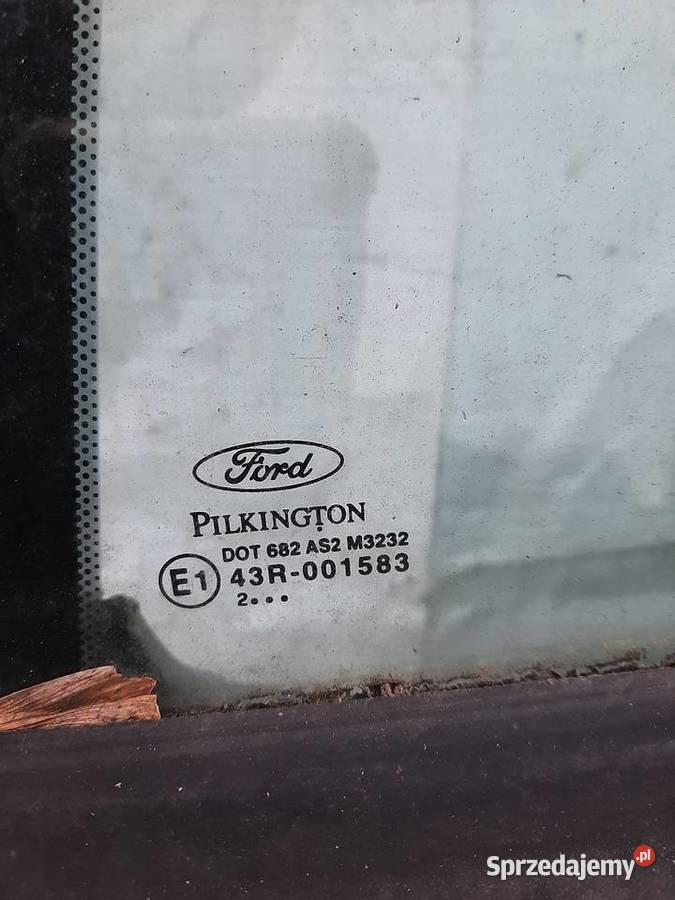 Ford
PILKINGTON
DOT 682 AS2 M3232
E1 43R-001583
2•••
Sprzedajemy.pl